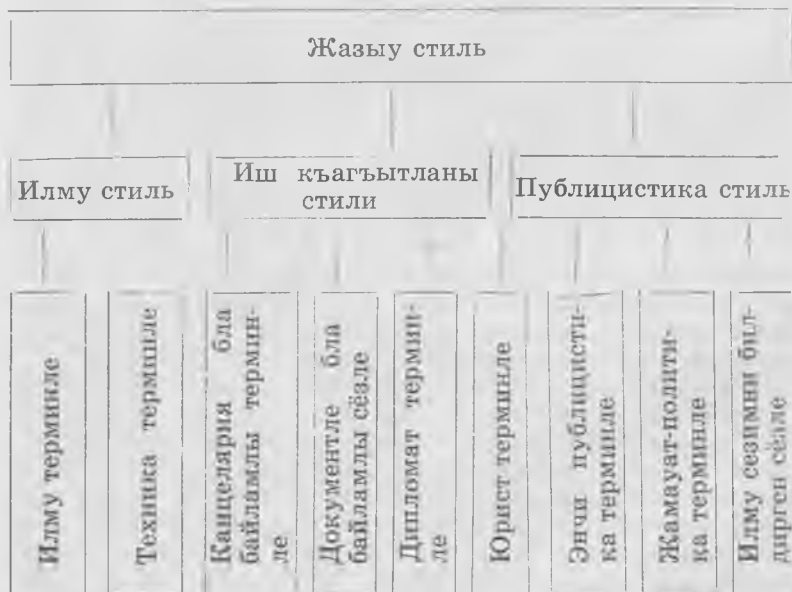 Жазыу стиль
Илму стиль
Иш къагъытланы
стили
Публицистика стиль
Илму терминле
Техника терминле
Канцелярия бла
байламлы термин-
ле
Документле бла
байламлы сёзле
Дипломат термин-
ле
Юрист терминле
Энчи публицисти-
ка терминле
Жамауат-полити-
ка терминле
Илму сезимни бил-
дирген сёзле